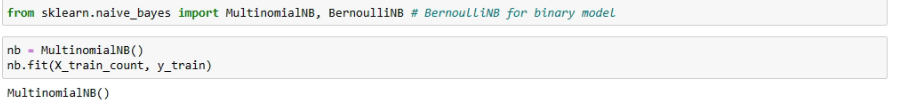 from sklearn.naive_bayes import MultinomialNB, BernoulliNB # BernoulliNB for binary model
nb = MultinomialNB()
nb.fit(X_train_count, y_train)
MultinomialNB()